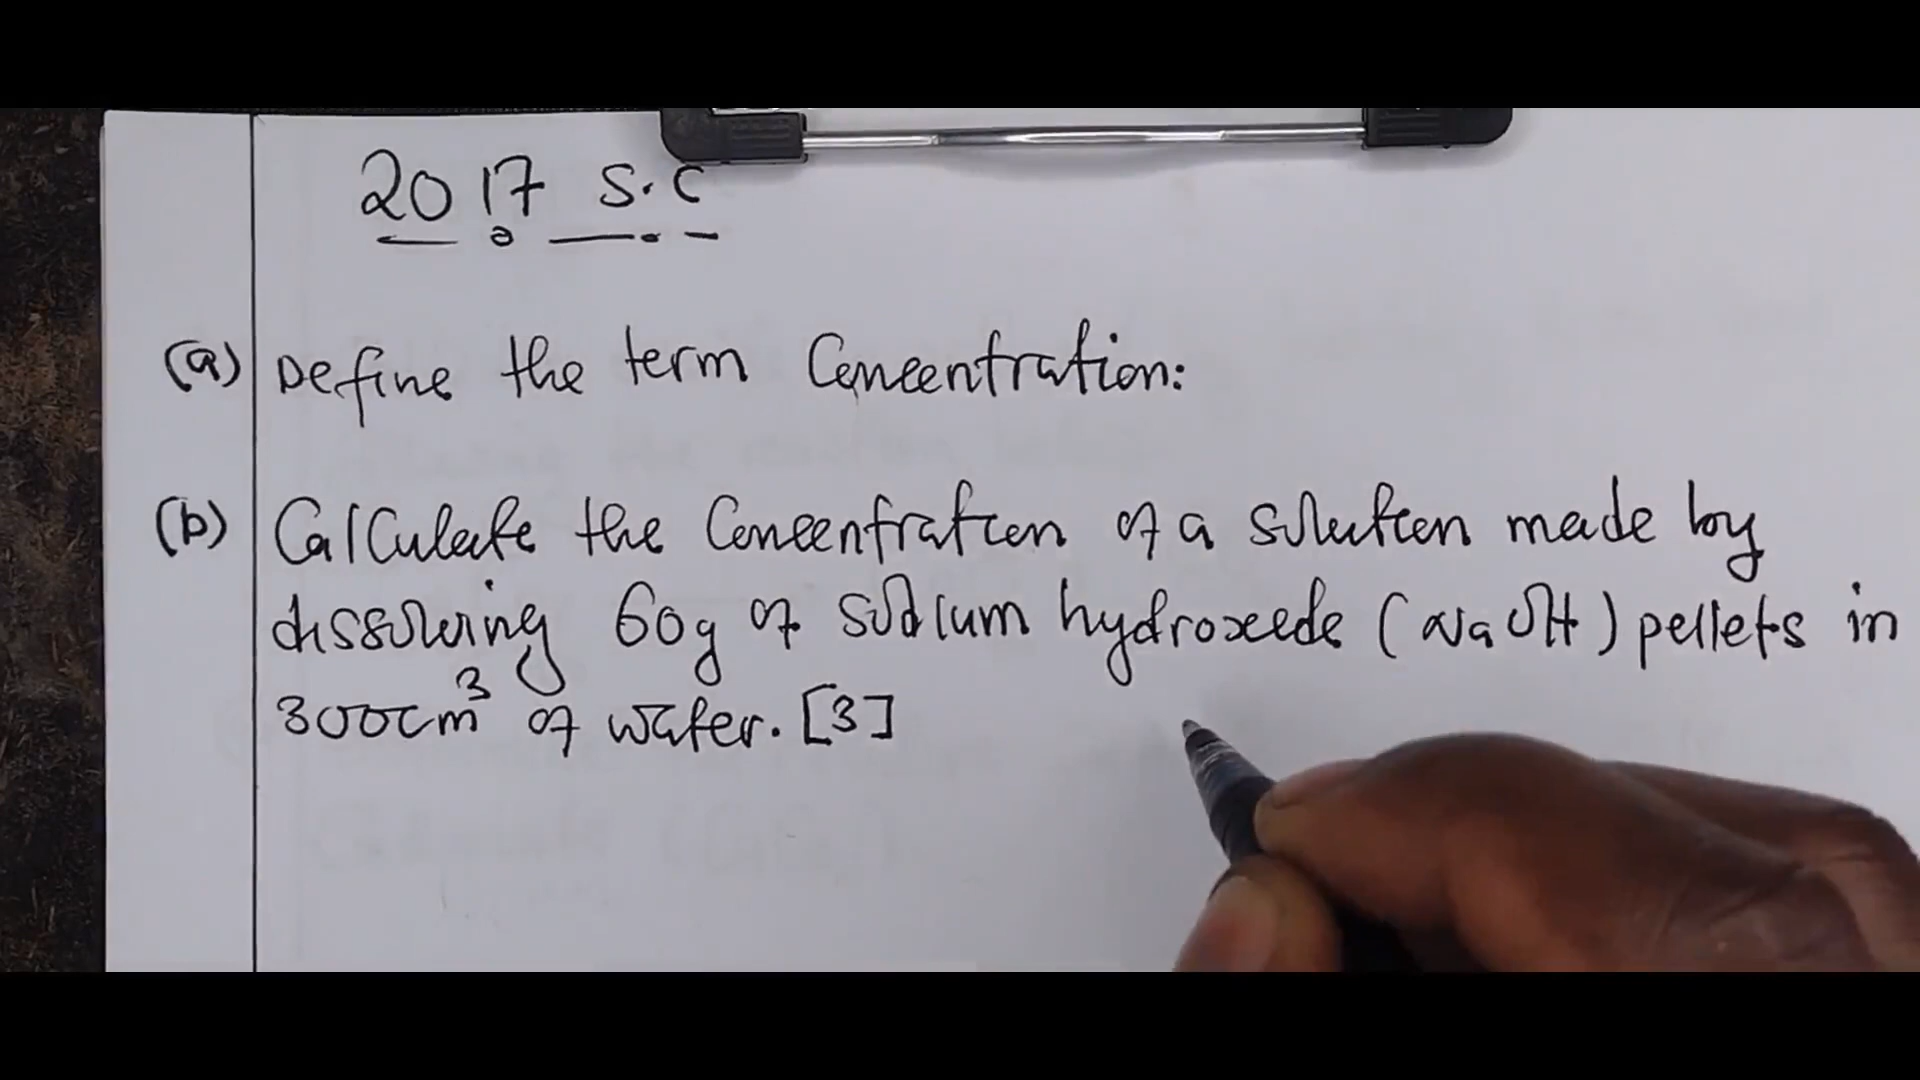 2017 S.C
(a) Define the term Concentration:
(b) Calculate the Concentration of a solution made by
dissolving 60g of sodium hydroxide (NaOH) pellets in
300cm³ of water. [3]